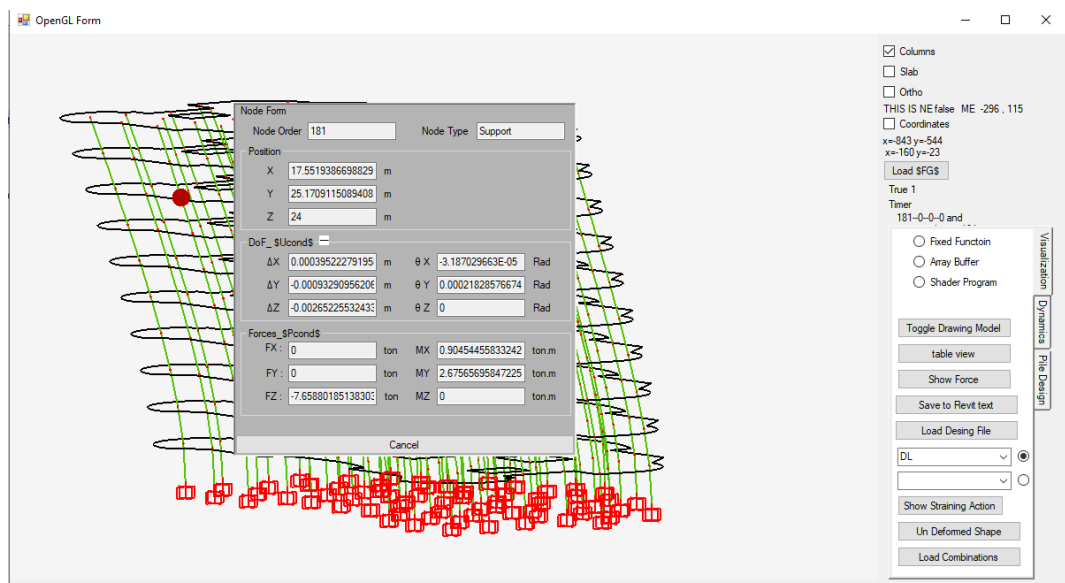 OpenGL Form
Columns
Slab
Ortho
THIS IS NE false ME -296 , 115
Coordinates
x=-843 y=-544
x=-160 y=-23
Load $FG$
True 1
Timer
181--0--0--0 and
Node Form
Node Order 181 Node Type Support
Position
X 17.5519386698829 m
Y 25.1709115089408 m
Z 24 m
DoF_ $Ucond$
ΔX 0.00039522279195 m θ X -3.187029663E-05 Rad
ΔY -0.00093290956206 m θ Y 0.00021828576674 Rad
ΔZ -0.00265225532433 m θ Z 0 Rad
Forces_$Pcond$
FX : 0 ton MX 0.90454455833242 ton.m
FY : 0 ton MY 2.67565695847225 ton.m
FZ : -7.65880185138303 ton MZ 0 ton.m
Cancel
Fixed Functoin
Array Buffer
Shader Program
Toggle Drawing Model
table view
Show Force
Save to Revit text
Load Desing File
DL
Show Straining Action
Un Deformed Shape
Load Combinations
Visualization
Dynamics
Pile Design